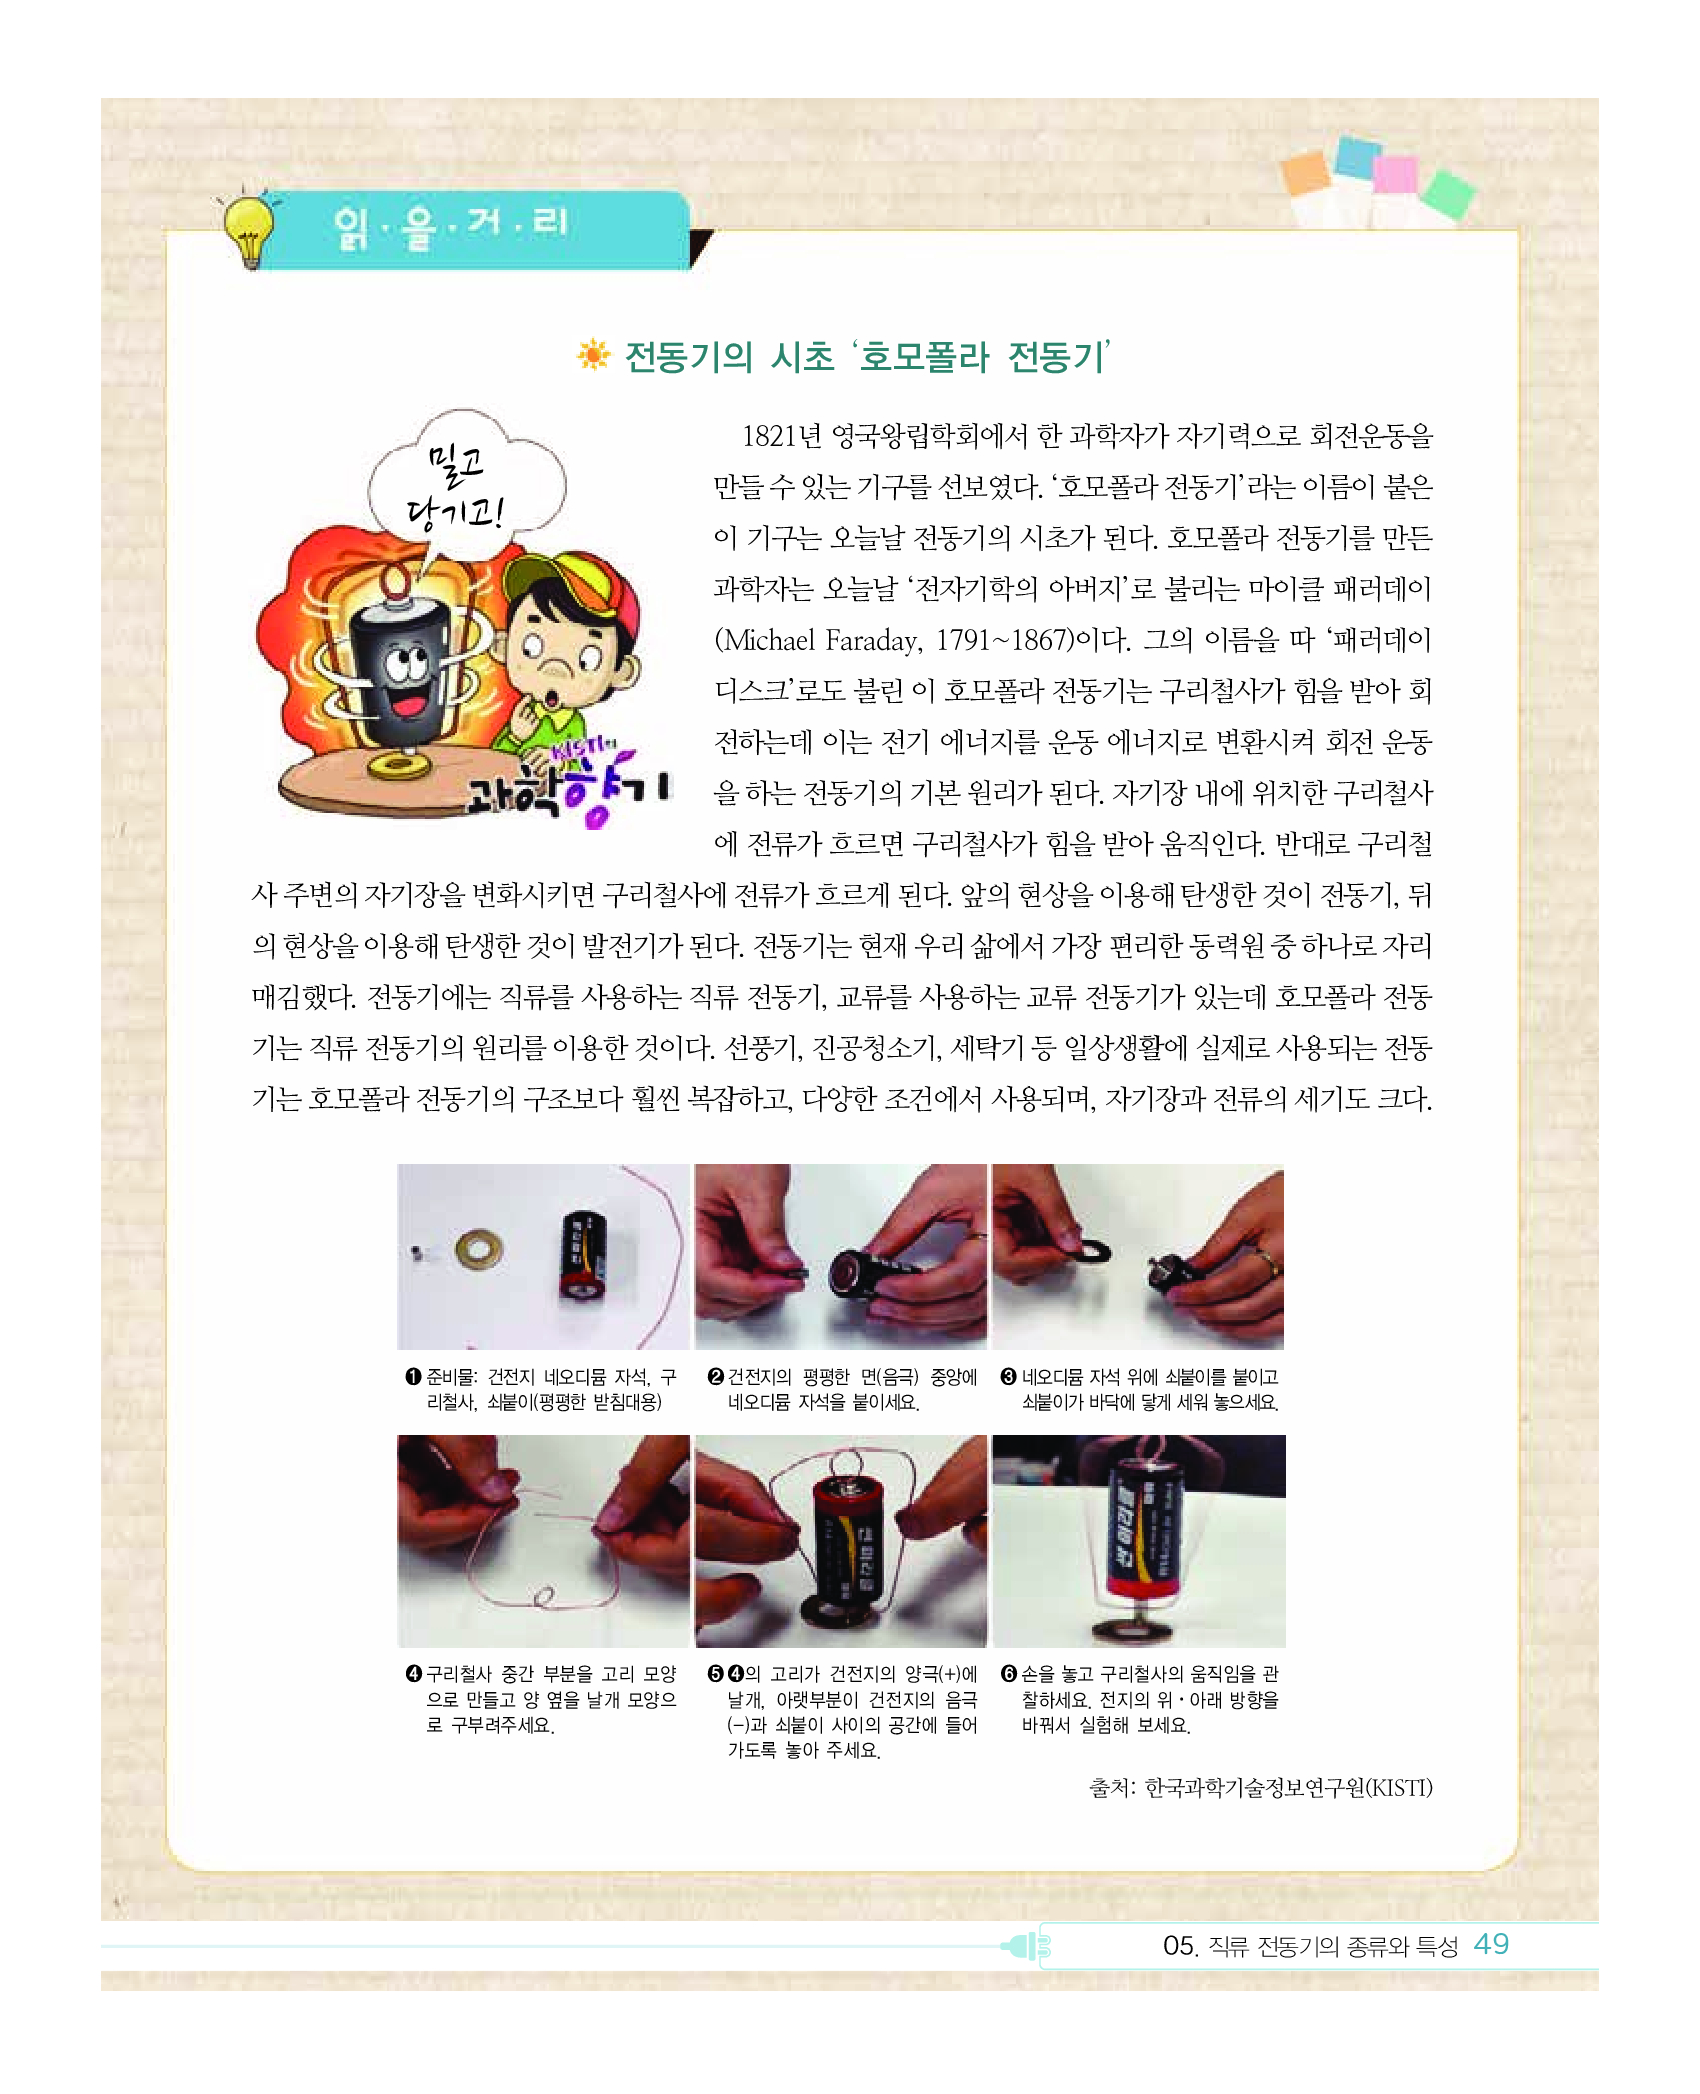 읽·을·거·리
전동기의 시초 ‘호모폴라 전동기’
밀고
당기고!
KISTI의
과학향기
1821년 영국왕립학회에서 한 과학자가 자기력으로 회전운동을
만들 수 있는 기구를 선보였다. ‘호모폴라 전동기’라는 이름이 붙은
이 기구는 오늘날 전동기의 시초가 된다. 호모폴라 전동기를 만든
과학자는 오늘날 ‘전자기학의 아버지’로 불리는 마이클 패러데이
(Michael Faraday, 1791~1867)이다. 그의 이름을 따 ‘패러데이
디스크’로도 불린 이 호모폴라 전동기는 구리철사가 힘을 받아 회
전하는데 이는 전기 에너지를 운동 에너지로 변환시켜 회전 운동
을 하는 전동기의 기본 원리가 된다. 자기장 내에 위치한 구리철사
에 전류가 흐르면 구리철사가 힘을 받아 움직인다. 반대로 구리철
사 주변의 자기장을 변화시키면 구리철사에 전류가 흐르게 된다. 앞의 현상을 이용해 탄생한 것이 전동기, 뒤
의 현상을 이용해 탄생한 것이 발전기가 된다. 전동기는 현재 우리 삶에서 가장 편리한 동력원 중 하나로 자리
매김했다. 전동기에는 직류를 사용하는 직류 전동기, 교류를 사용하는 교류 전동기가 있는데 호모폴라 전동
기는 직류 전동기의 원리를 이용한 것이다. 선풍기, 진공청소기, 세탁기 등 일상생활에 실제로 사용되는 전동
기는 호모폴라 전동기의 구조보다 훨씬 복잡하고, 다양한 조건에서 사용되며, 자기장과 전류의 세기도 크다.
❶ 준비물: 건전지 네오디뮴 자석, 구
리철사, 쇠붙이(평평한 받침대용)
❷ 건전지의 평평한 면(음극) 중앙에
네오디뮴 자석을 붙이세요.
❸ 네오디뮴 자석 위에 쇠붙이를 붙이고
쇠붙이가 바닥에 닿게 세워 놓으세요.
썬파워
❹ 구리철사 중간 부분을 고리 모양
으로 만들고 양 옆을 날개 모양으
로 구부려주세요.
❺ ❹의 고리가 건전지의 양극(+)에
날개, 아랫부분이 건전지의 음극
(-)과 쇠붙이 사이의 공간에 들어
가도록 놓아 주세요.
❻ 손을 놓고 구리철사의 움직임을 관
찰하세요. 전지의 위·아래 방향을
바꿔서 실험해 보세요.
출처: 한국과학기술정보연구원(KISTI)
05. 직류 전동기의 종류와 특성 49